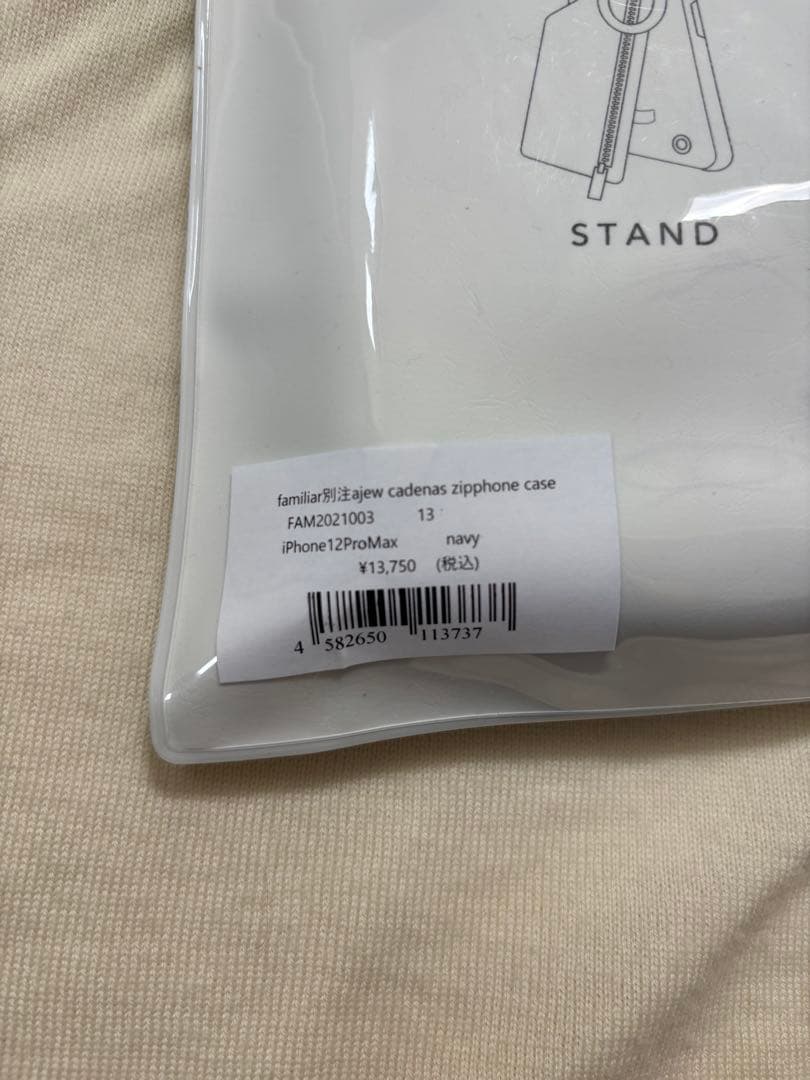 STAND
familiar別注ajew cadenas zipphone case
FAM2021003 13
iPhone12ProMax navy
¥13,750 (税込)
4 582650 113737